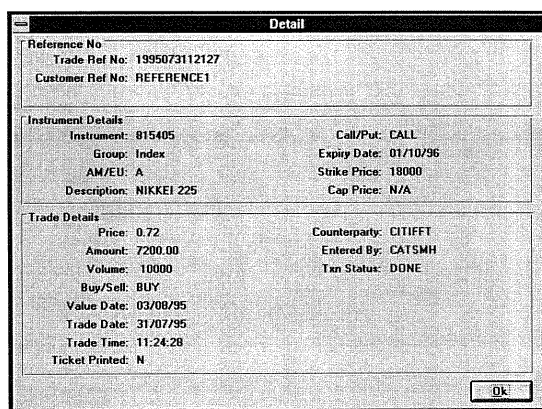 Detail
Reference No
Trade Ref No: 1995073112127
Customer Ref No: REFERENCE1
Instrument Details
Instrument: 815405 Call/Put: CALL
Group: Index Expiry Date: 01/10/96
AM/EU: A Strike Price: 18000
Description: NIKKEI 225 Cap Price: N/A
Trade Details
Price: 0.72 Counterparty: CITIFFT
Amount: 7200.00 Entered By: CATSMH
Volume: 10000 Txn Status: DONE
Buy/Sell: BUY
Value Date: 03/08/95
Trade Date: 31/07/95
Trade Time: 11:24:28
Ticket Printed: N
Ok